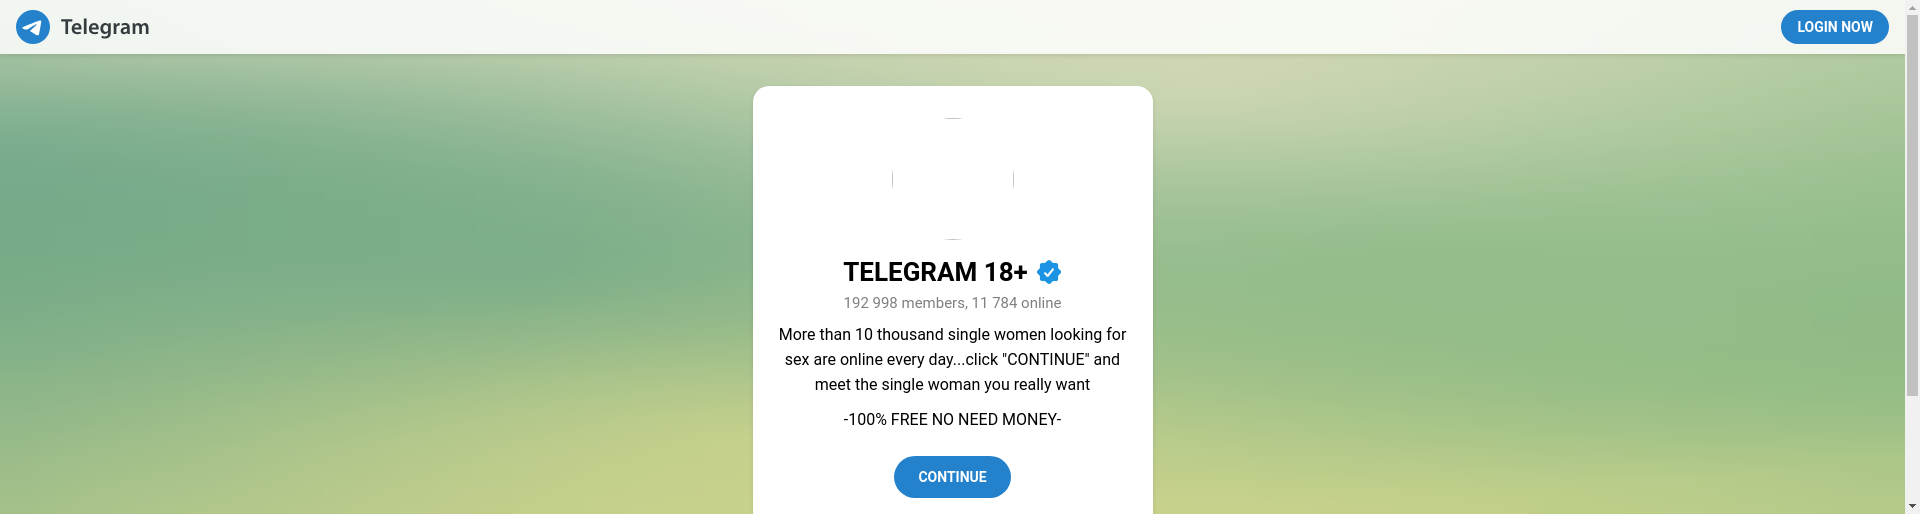 Telegram
LOGIN NOW
TELEGRAM 18+
192 998 members, 11 784 online
More than 10 thousand single women looking for
sex are online every day...click "CONTINUE" and
meet the single woman you really want
-100% FREE NO NEED MONEY-
CONTINUE